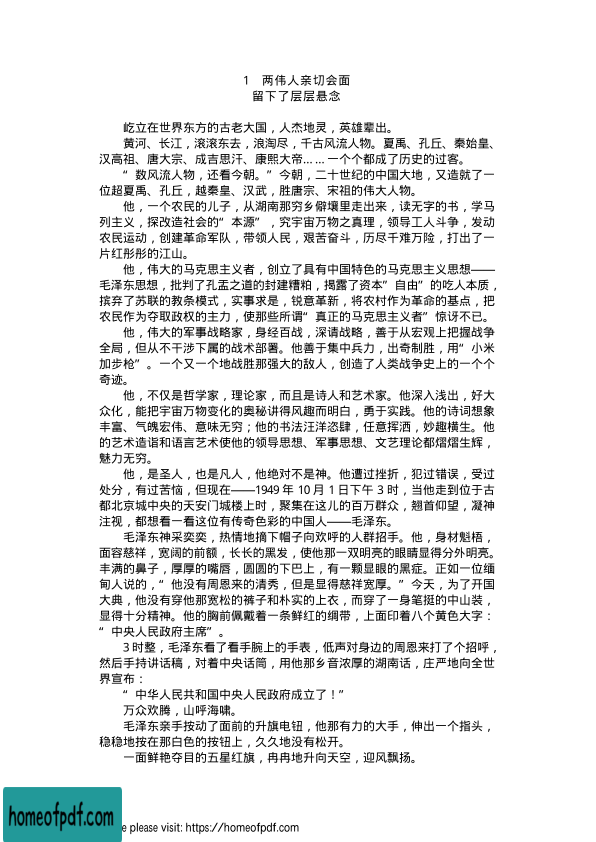 1 两伟人亲切会面
留下了层层悬念
屹立在世界东方的古老大国，人杰地灵，英雄辈出。
黄河、长江，滚滚东去，浪淘尽，千古风流人物。夏禹、孔丘、秦始皇、
汉高祖、唐太宗、成吉思汗、康熙大帝……一个个都成了历史的过客。
“数风流人物，还看今朝。”今朝，二十世纪的中国大地，又造就了一
位超夏禹、孔丘，越秦皇、汉武，胜唐宗、宋祖的伟大人物。
他，一个农民的儿子，从湖南那穷乡僻壤里走出来，读无字的书，学马
列主义，探改造社会的“本源”，究宇宙万物之真理，领导工人斗争，发动
农民运动，创建革命军队，带领人民，艰苦奋斗，历尽千难万险，打出了一
片红彤彤的江山。
他，伟大的马克思主义者，创立了具有中国特色的马克思主义思想——
毛泽东思想，批判了孔孟之道的封建糟粕，揭露了资本”自由”的吃人本质，
摈弃了苏联的教条模式，实事求是，锐意革新，将农村作为革命的基点，把
农民作为夺取政权的主力，使那些所谓“真正的马克思主义者”惊讶不已。
他，伟大的军事战略家，身经百战，深请战略，善于从宏观上把握战争
全局，但从不干涉下属的战术部署。他善于集中兵力，出奇制胜，用“小米
加步枪”。一个又一个地战胜那强大的敌人，创造了人类战争史上的一个个
奇迹。
他，不仅是哲学家，理论家，而且是诗人和艺术家。他深入浅出，好大
众化，能把宇宙万物变化的奥秘讲得风趣而明白，勇于实践。他的诗词想象
丰富、气魄宏伟、意味无穷；他的书法汪洋恣肆，任意挥洒，妙趣横生。他
的艺术造诣和语言艺术使他的领导思想、军事思想、文艺理论都熠熠生辉，
魅力无穷。
他，是圣人，也是凡人，他绝对不是神。他遭过挫折，犯过错误，受过
处分，有过苦恼，但现在——1949 年 10 月 1 日下午 3 时，当他走到位于古
都北京城中央的天安门城楼上时，聚集在这儿的百万群众，翘首仰望，凝神
注视，都想看一看这位有传奇色彩的中国人——毛泽东。
毛泽东神采奕奕，热情地摘下帽子向欢呼的人群招手。他，身材魁梧，
面容慈祥，宽阔的前额，长长的黑发，使他那一双明亮的眼睛显得分外明亮。
丰满的鼻子，厚厚的嘴唇，圆圆的下巴上，有一颗显眼的黑症。正如一位缅
甸人说的，“他没有周恩来的清秀，但是显得慈祥宽厚。”今天，为了开国
大典，他没有穿他那宽松的裤子和朴实的上衣，而穿了一身笔挺的中山装，
显得十分精神。他的胸前佩戴着一条鲜红的绸带，上面印着八个黄色大字：
“中央人民政府主席”。
3 时整，毛泽东看了看手腕上的手表，低声对身边的周恩来打了个招呼，
然后手持讲话稿，对着中央话筒，用他那乡音浓厚的湖南话，庄严地向全世
界宣布：
“中华人民共和国中央人民政府成立了！”
万众欢腾，山呼海啸。
毛泽东亲手按动了面前的升旗电钮，他那有力的大手，伸出一个指头，
稳稳地按在那白色的按钮上，久久地没有松开。
一面鲜艳夺目的五星红旗，冉冉地升向天空，迎风飘扬。
homeofpdf.com
e please visit: https://homeofpdf.com